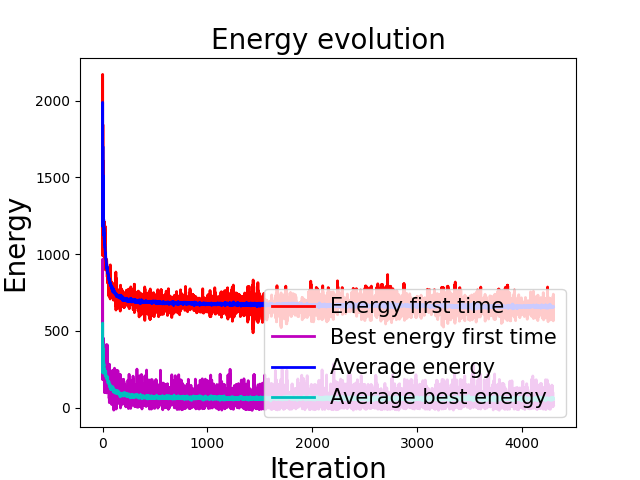 Energy evolution
Energy
2000
1500
1000
500
0
Energy first time
Best energy first time
Average energy
Average best energy
0 1000 2000 3000 4000
Iteration